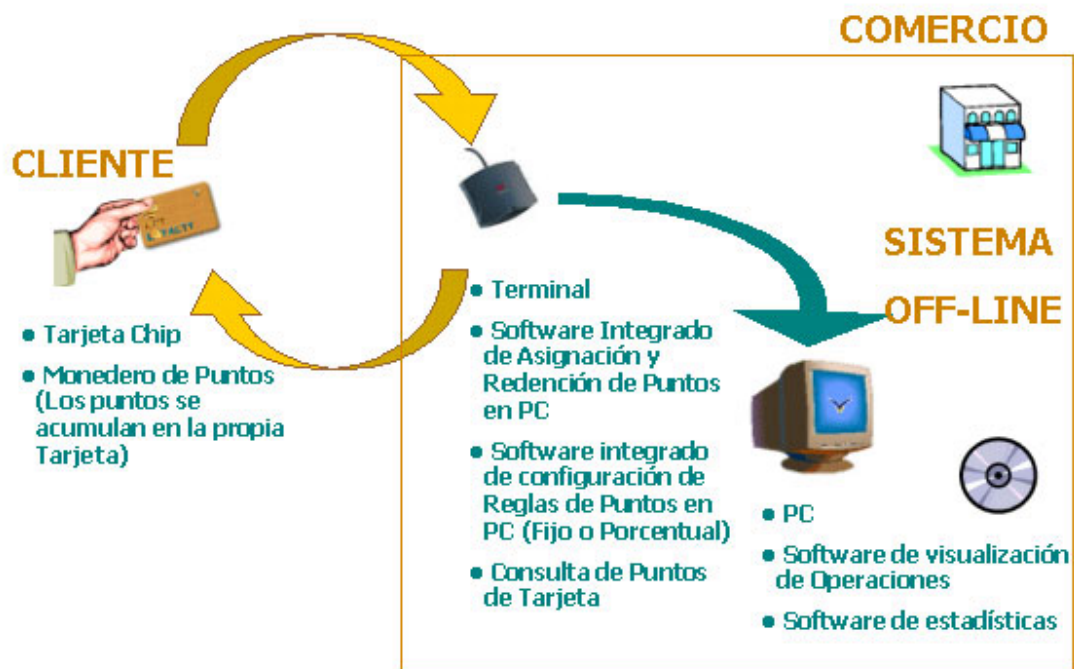 COMERCIO
CLIENTE
SISTEMA
OFF-LINE
• Tarjeta Chip
• Monedero de Puntos
(Los puntos se
acumulan en la propia
Tarjeta)
• Terminal
• Software Integrado
de Asignación y
Redención de Puntos
en PC
• Software integrado
de configuración de
Reglas de Puntos en
PC (Fijo o Porcentual)
• Consulta de Puntos
de Tarjeta
• PC
• Software de visualización
de Operaciones
• Software de estadísticas